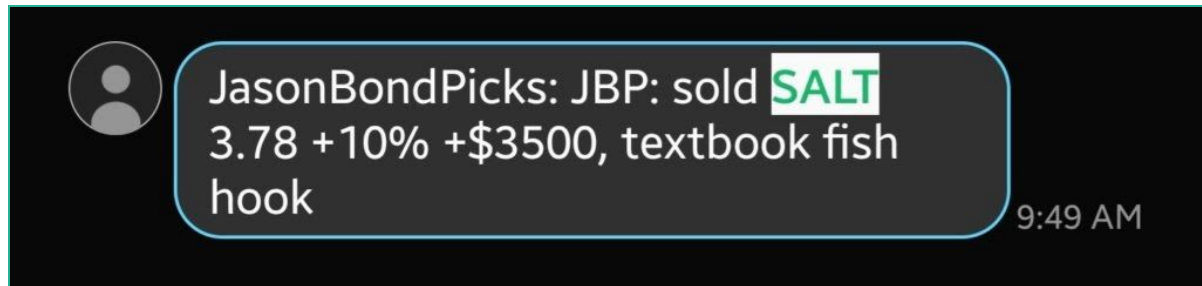 JasonBondPicks: JBP: sold SALT
3.78 +10% +$3500, textbook fish
hook
9:49 AM